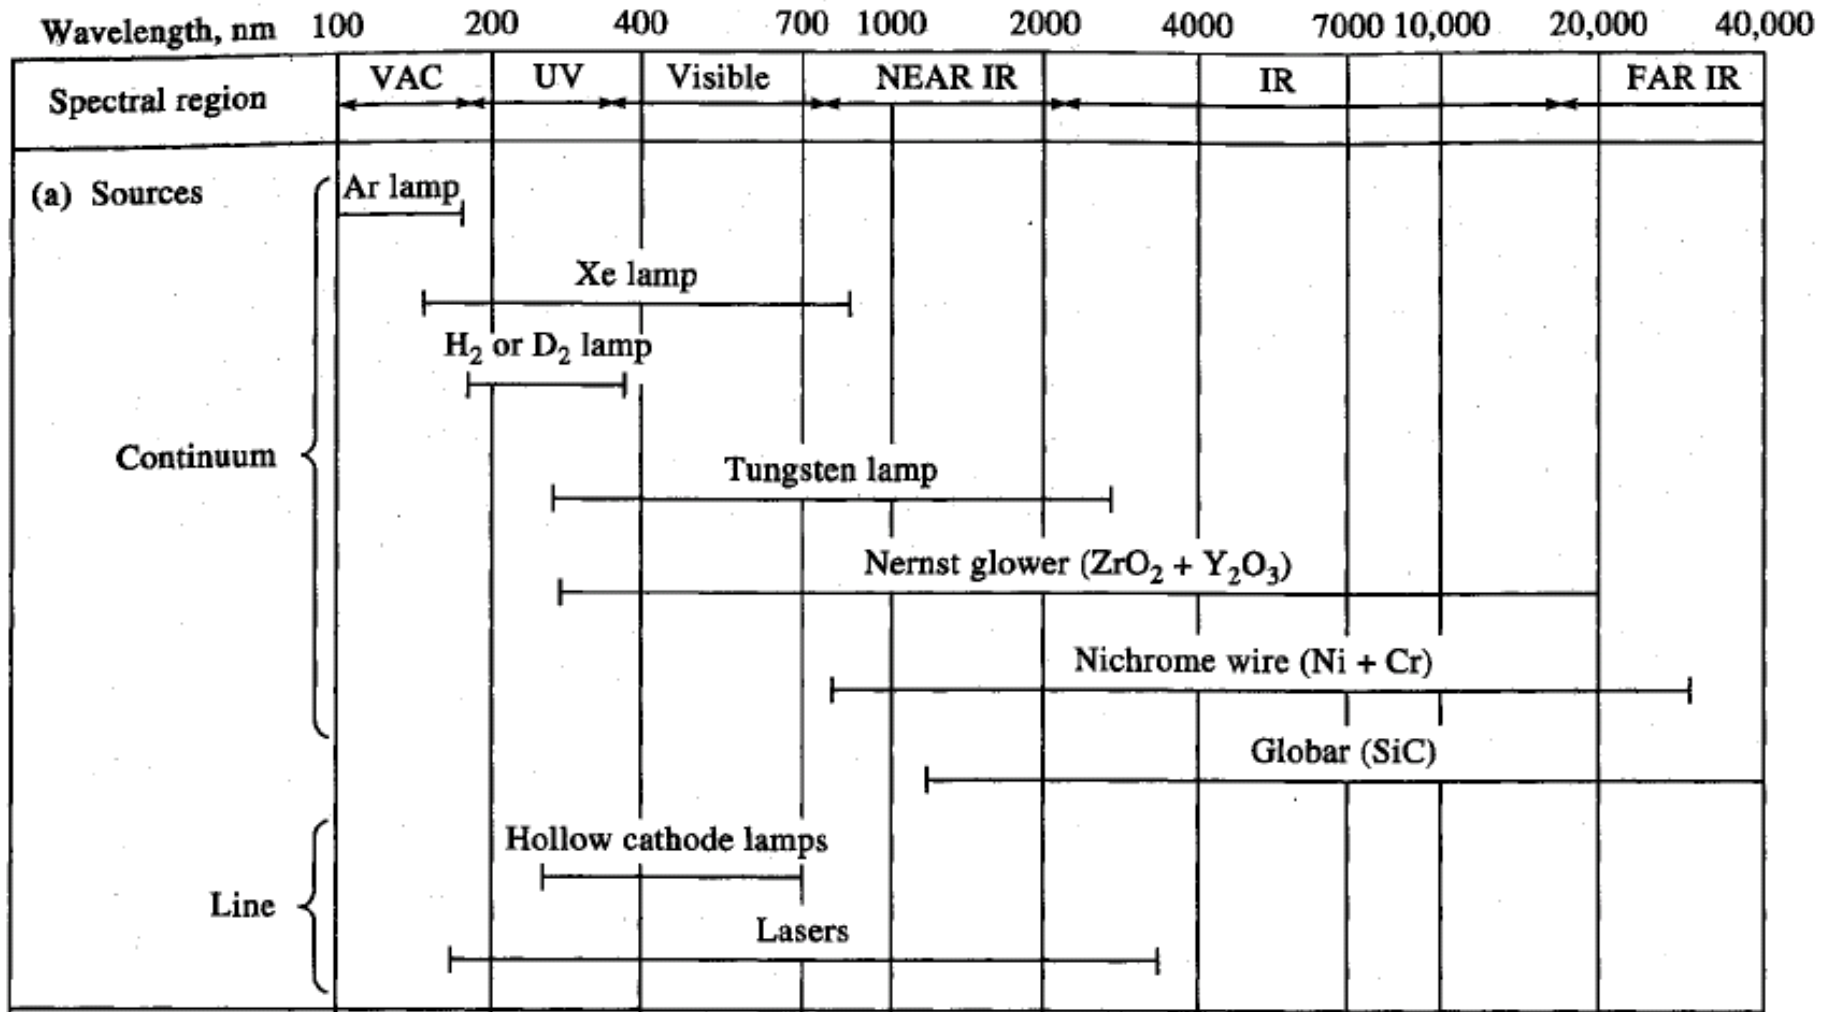 Wavelength, nm 100 200 400 700 1000 2000 4000 7000 10,000 20,000 40,000
Spectral region VAC UV Visible NEAR IR IR FAR IR
(a) Sources
Ar lamp
Xe lamp
H₂ or D₂ lamp
Continuum
Tungsten lamp
Nernst glower (ZrO₂ + Y₂O₃)
Nichrome wire (Ni + Cr)
Globar (SiC)
Hollow cathode lamps
Line
Lasers